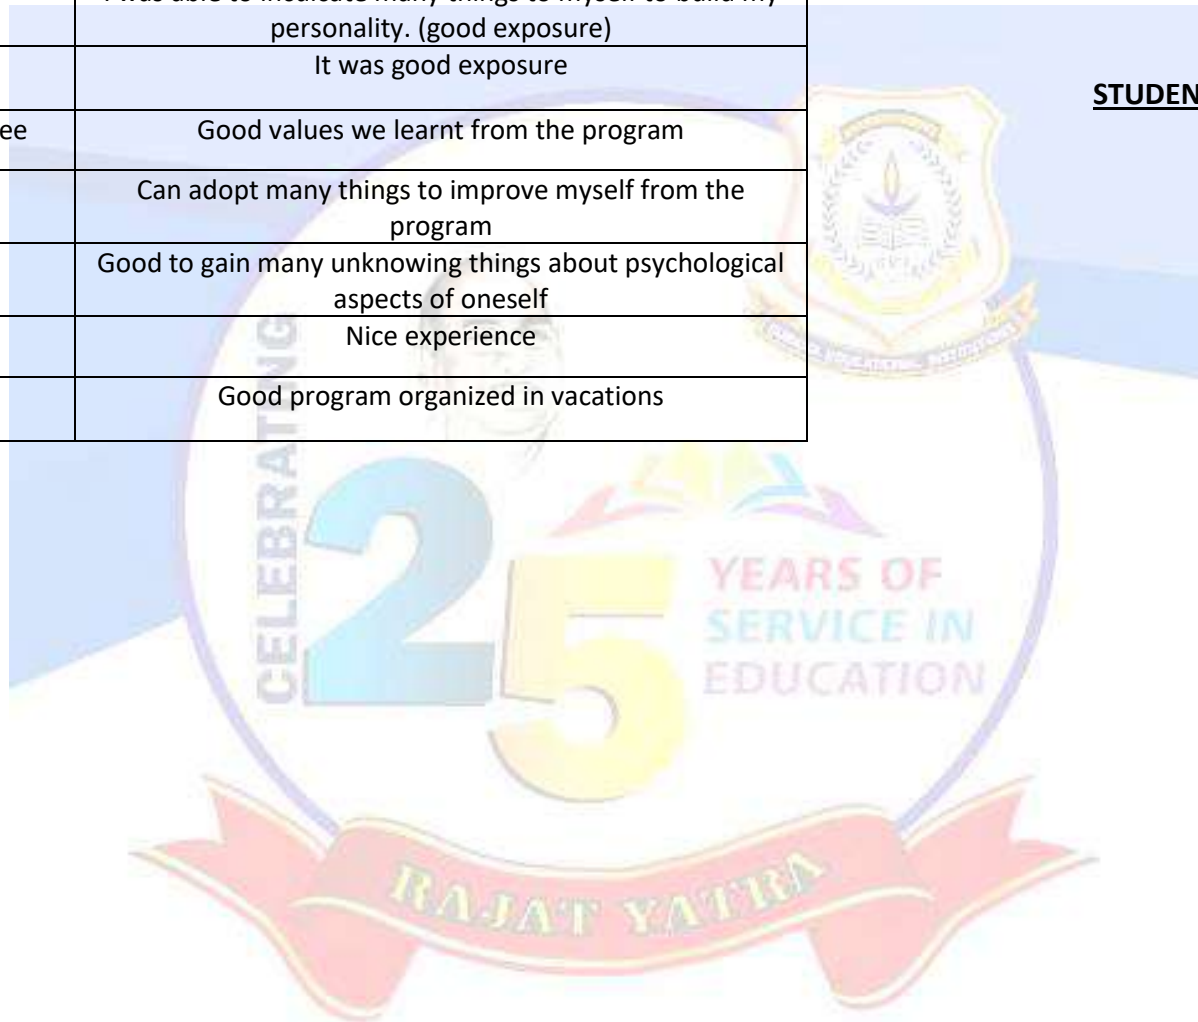 personality. (good exposure)
It was good exposure
STUDEN
ee
Good values we learnt from the program
Can adopt many things to improve myself from the
program
Good to gain many unknowing things about psychological
aspects of oneself
Nice experience
Good program organized in vacations
CELEBRATING
25
YEARS OF
SERVICE IN
EDUCATION
RAJAT YATRA